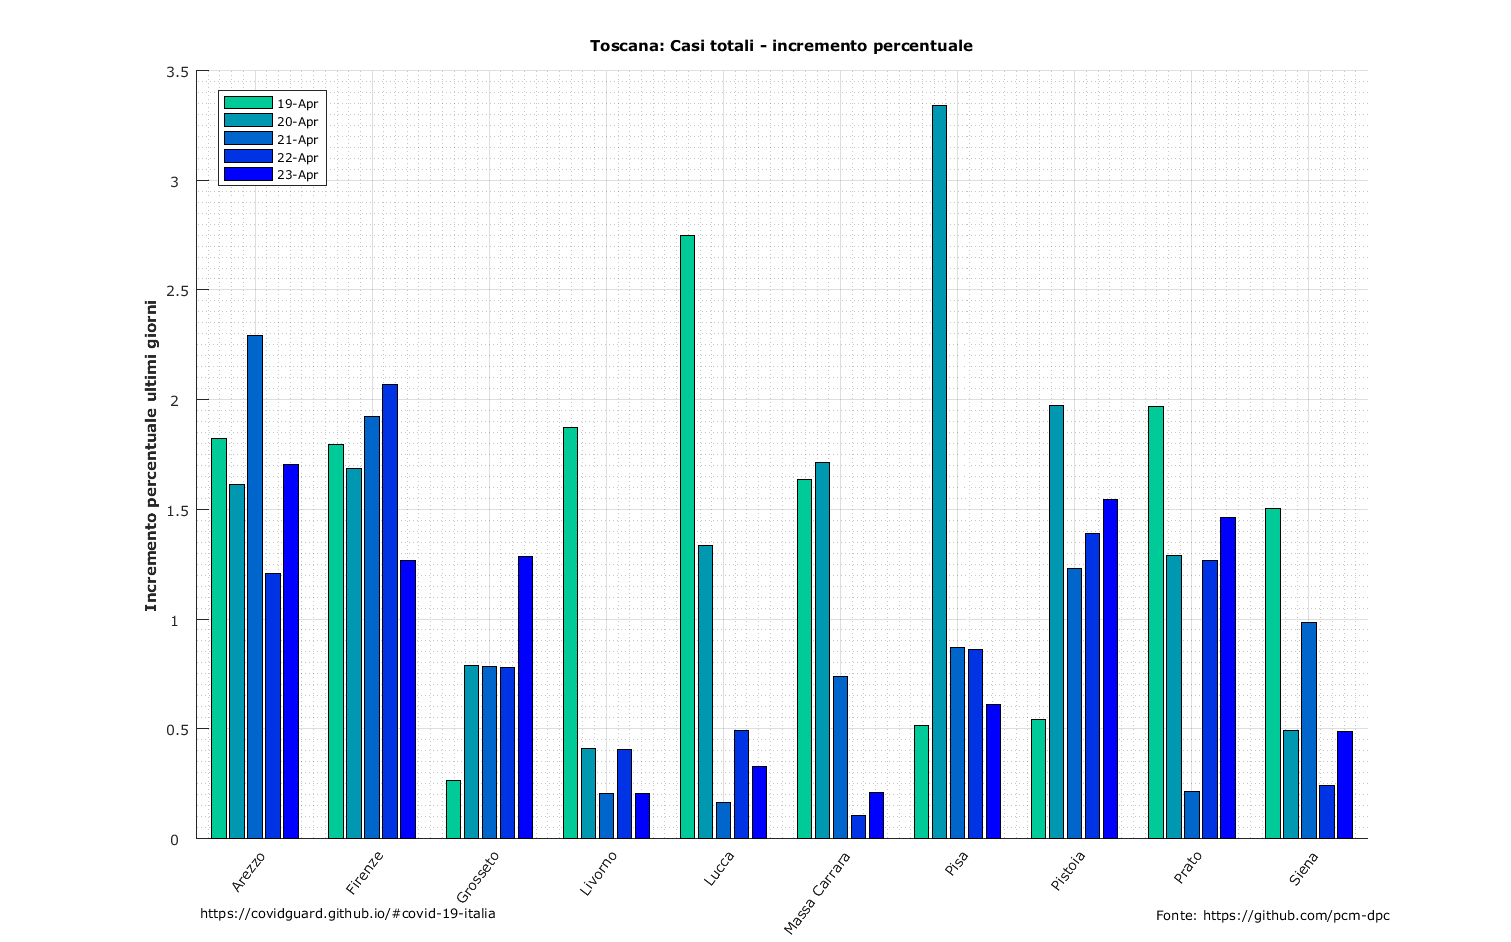 Toscana: Casi totali - incremento percentuale
3.5
3
2.5
2
1.5
1
0.5
0
Incremento percentuale ultimi giorni
19-Apr
20-Apr
21-Apr
22-Apr
23-Apr
Arezzo
Firenze
Grosseto
Livorno
Lucca
Massa Carrara
Pisa
Pistoia
Prato
Siena
https://covidguard.github.io/#covid-19-italia
Fonte: https://github.com/pcm-dpc